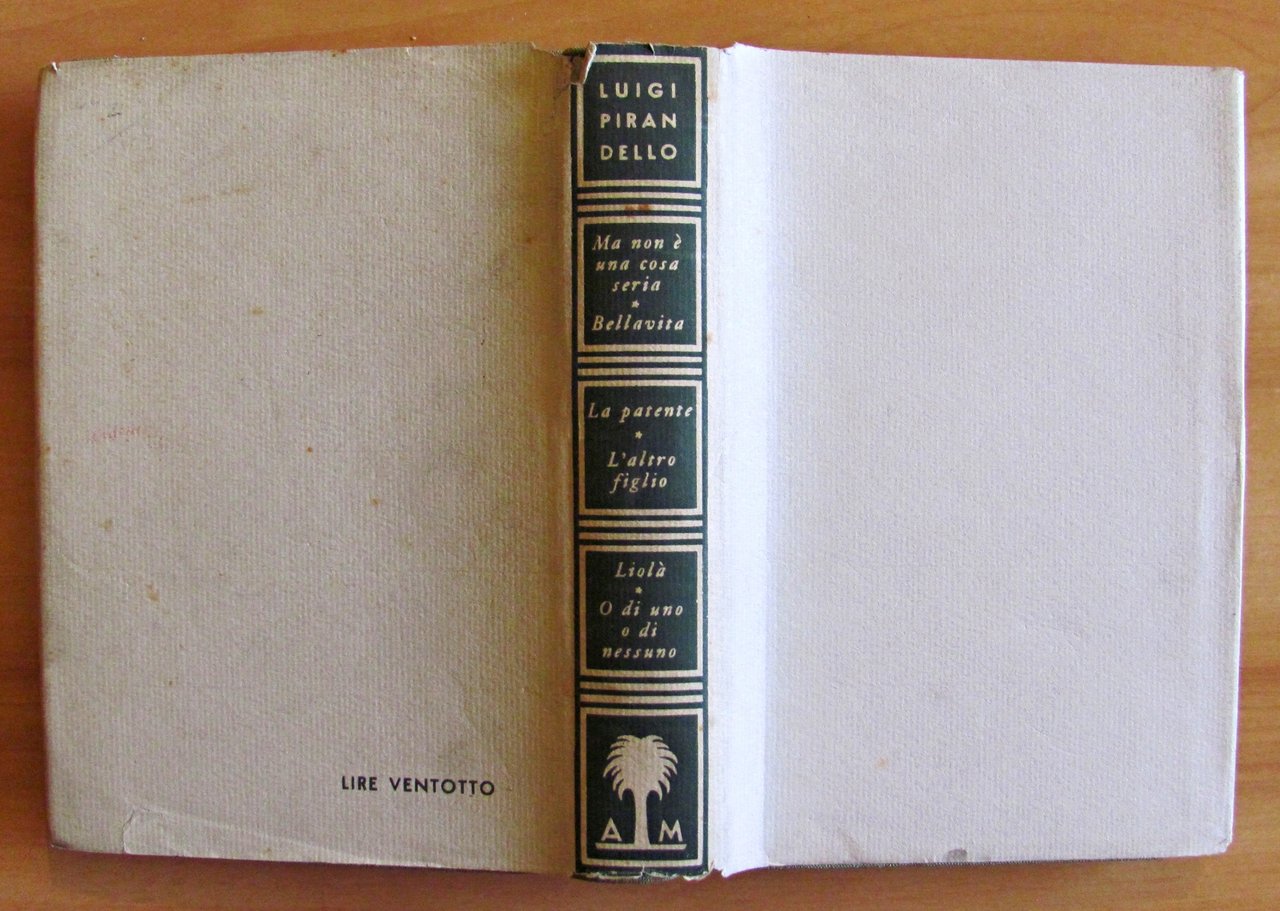 LUIGI
PIRAN
DELLO
Ma non è
una cosa
seria
*
Bellavita
La patente
*
L'altro
figlio
Liolà
*
O di uno
o di
nessuno
A M
LIRE VENTOTTO